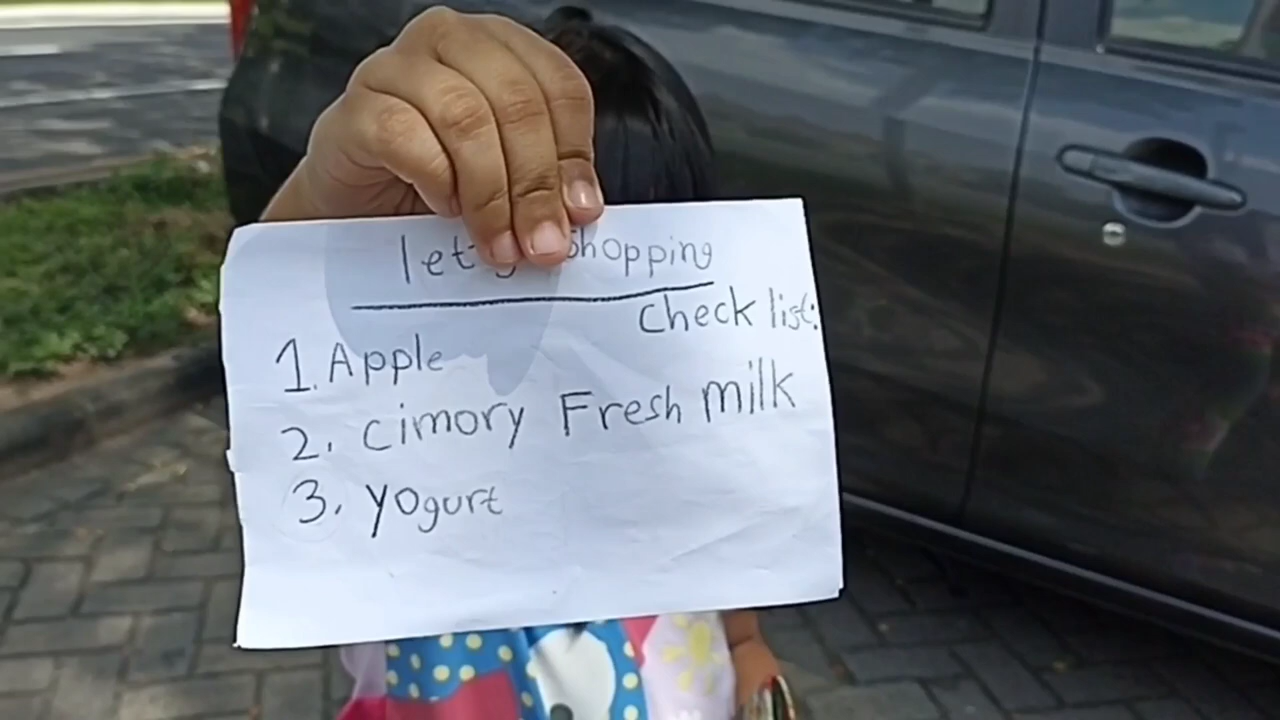 let's Shopping
Check list:
1. Apple
2. cimory Fresh milk
3. yogurt